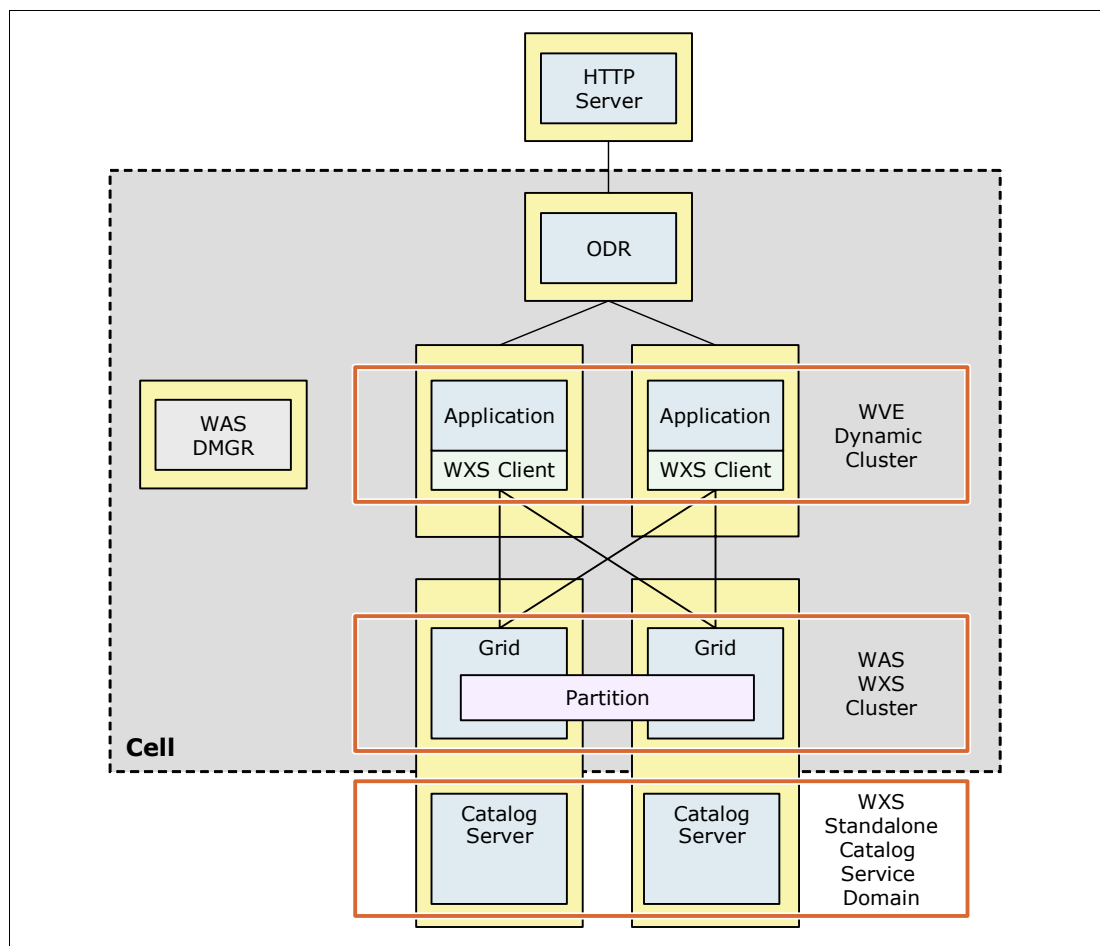 HTTP
Server
ODR
WAS
DMGR
Application
WXS Client
Application
WXS Client
WVE
Dynamic
Cluster
Grid
Grid
Partition
WAS
WXS
Cluster
Cell
Catalog
Server
Catalog
Server
WXS
Standalone
Catalog
Service
Domain